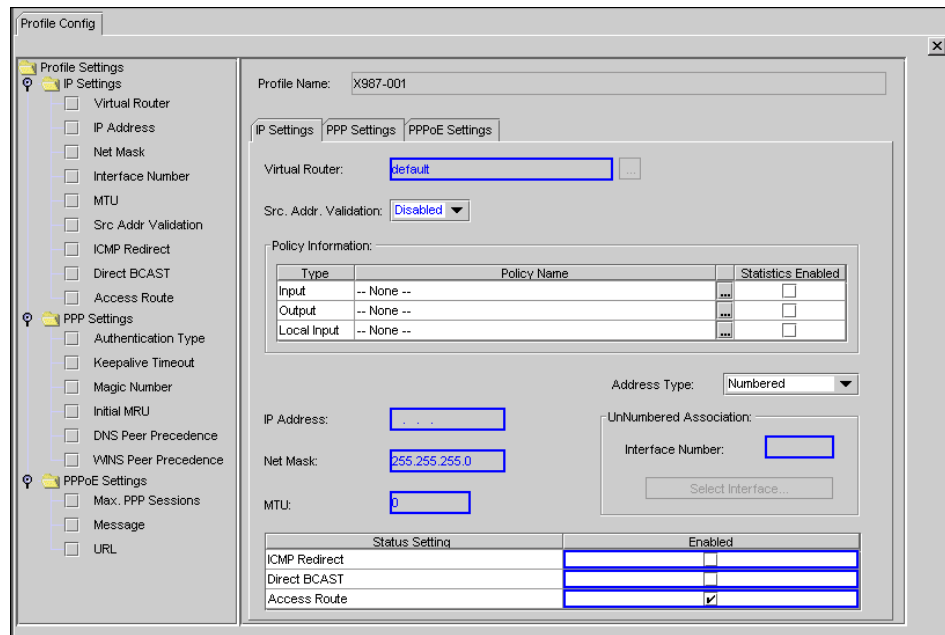 Profile Config
Profile Settings
IP Settings
Virtual Router
IP Address
Net Mask
Interface Number
MTU
Src Addr Validation
ICMP Redirect
Direct BCAST
Access Route
PPP Settings
Authentication Type
Keepalive Timeout
Magic Number
Initial MRU
DNS Peer Precedence
WINS Peer Precedence
PPPoE Settings
Max. PPP Sessions
Message
URL
Profile Name: X987-001
IP Settings PPP Settings PPPoE Settings
Virtual Router: default ...
Src. Addr. Validation: Disabled
Policy Information:
Type Policy Name Statistics Enabled
Input -- None -- ...
Output -- None -- ...
Local Input -- None -- ...
Address Type: Numbered
IP Address: . . .
UnNumbered Association:
Interface Number:
Net Mask: 255.255.255.0
Select Interface...
MTU: 0
Status Setting Enabled
ICMP Redirect
Direct BCAST
Access Route